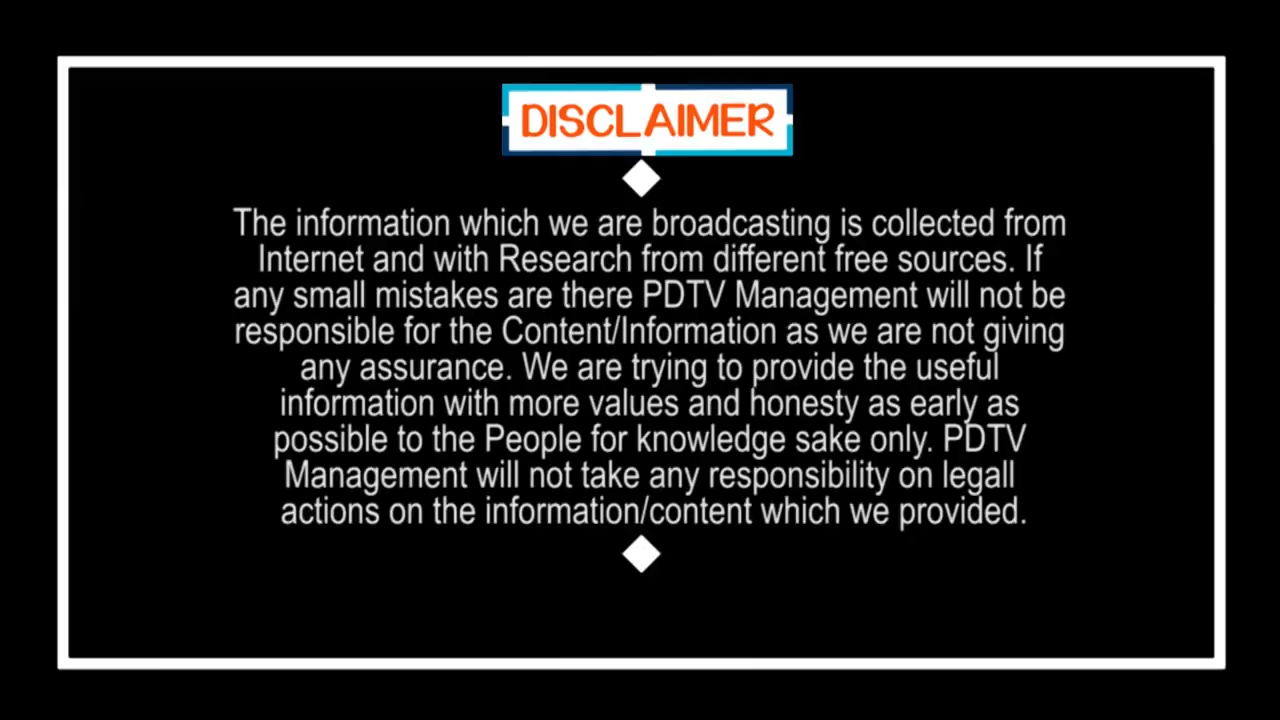 DISCLAIMER
The information which we are broadcasting is collected from
Internet and with Research from different free sources. If
any small mistakes are there PDTV Management will not be
responsible for the Content/Information as we are not giving
any assurance. We are trying to provide the useful
information with more values and honesty as early as
possible to the People for knowledge sake only. PDTV
Management will not take any responsibility on legall
actions on the information/content which we provided.